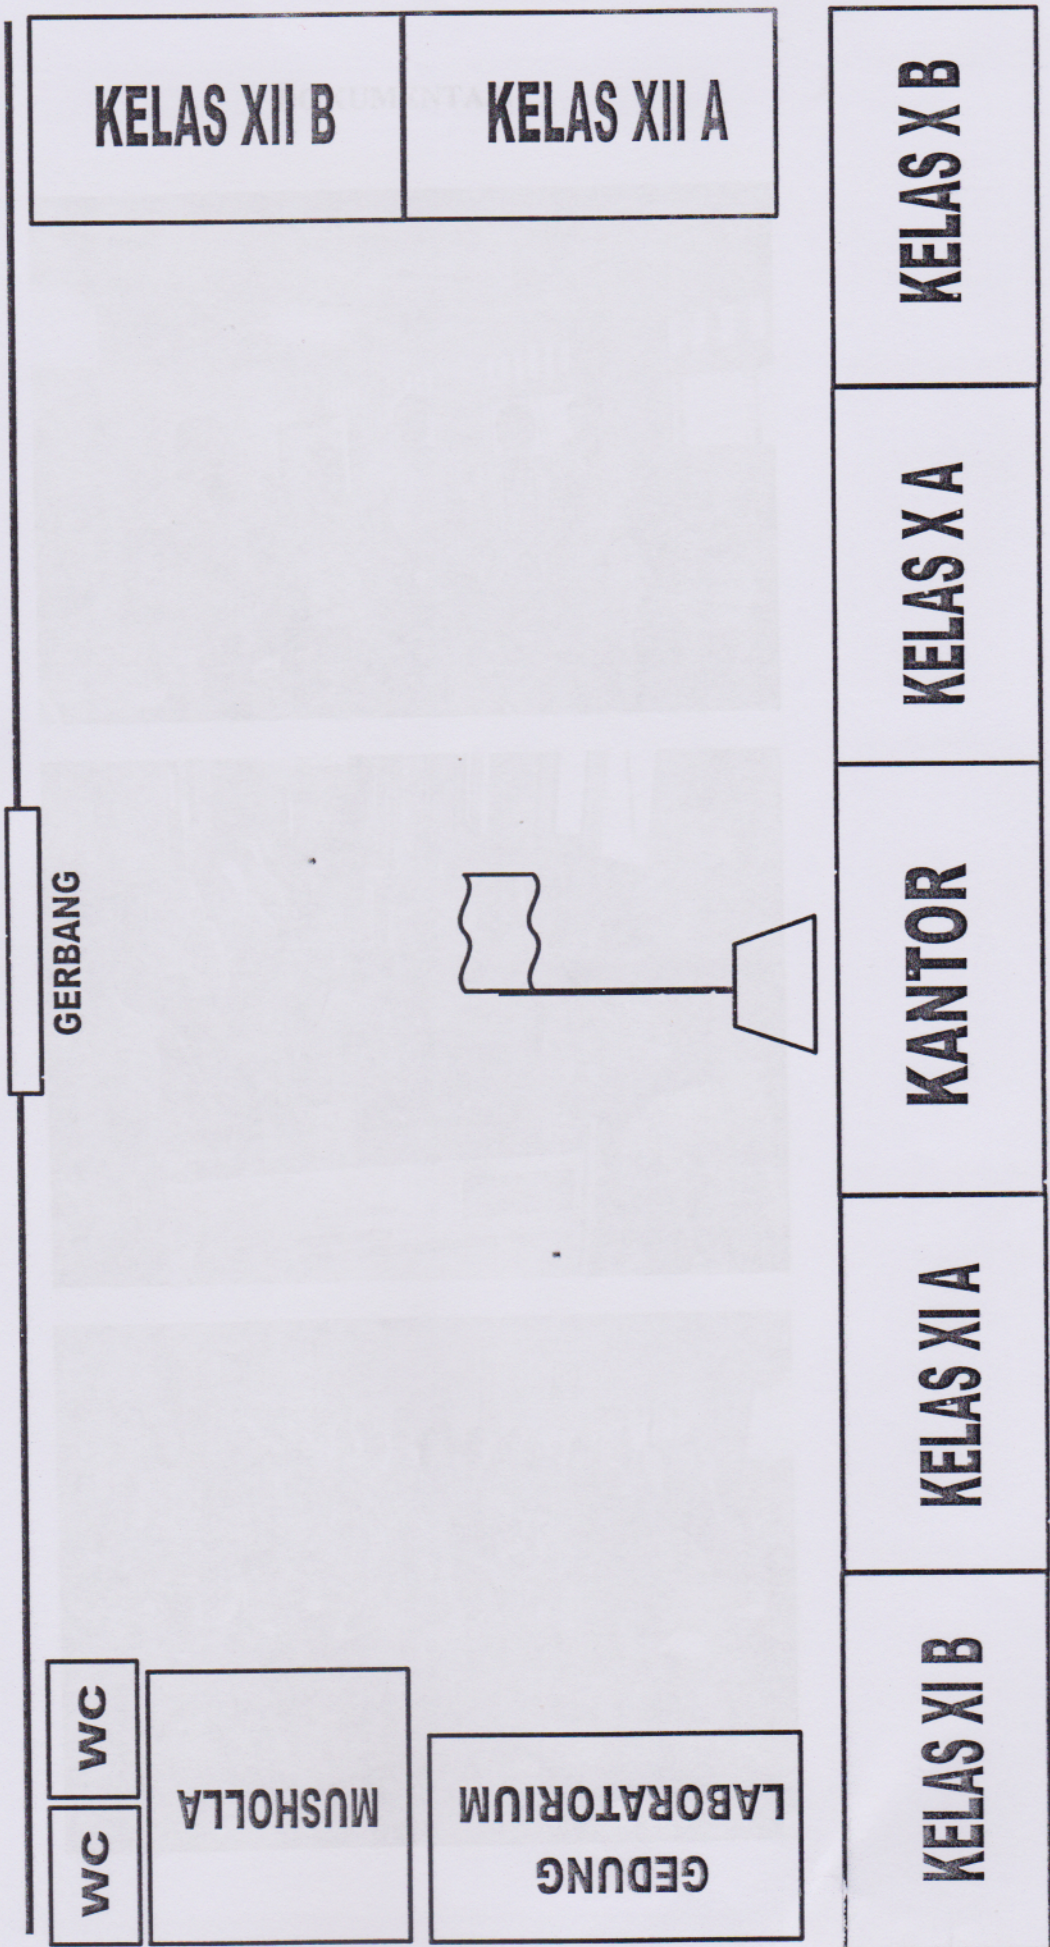 KELAS XII B
KELAS XII A
KELAS X B
KELAS X A
KANTOR
KELAS XI A
KELAS XI B
GERBANG
WC
WC
MUSHOLLA
GEDUNG
LABORATORIUM